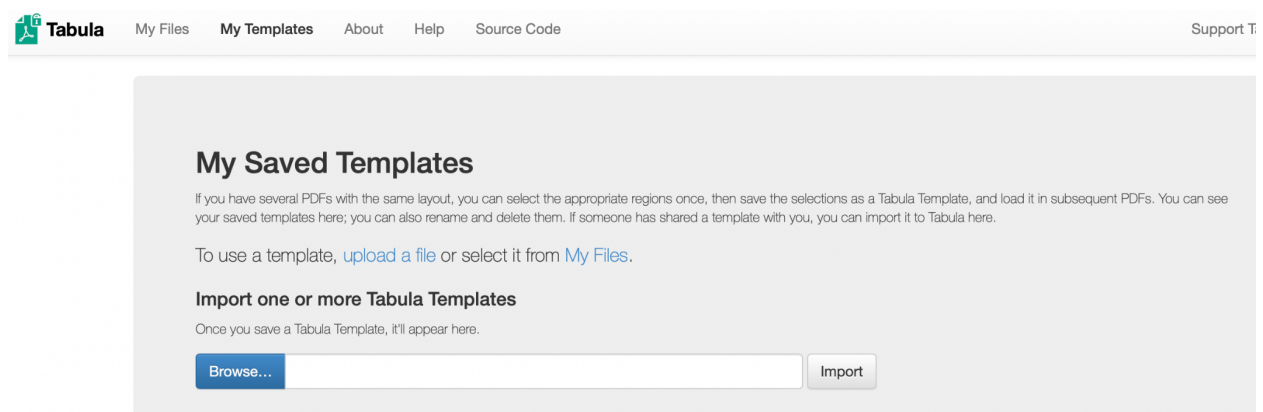 Tabula My Files My Templates About Help Source Code Support
My Saved Templates
If you have several PDFs with the same layout, you can select the appropriate regions once, then save the selections as a Tabula Template, and load it in subsequent PDFs. You can see
your saved templates here; you can also rename and delete them. If someone has shared a template with you, you can import it to Tabula here.
To use a template, upload a file or select it from My Files.
Import one or more Tabula Templates
Once you save a Tabula Template, it'll appear here.
Browse... Import